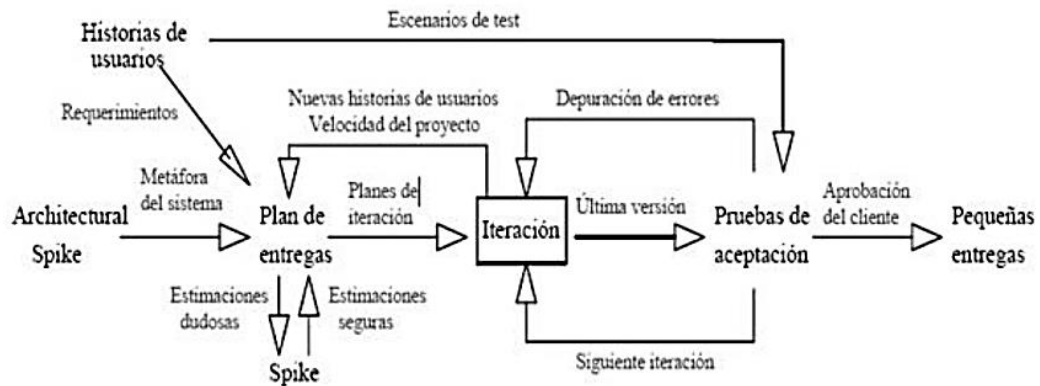 Escenarios de test
Historias de
usuarios
Requerimientos
Nuevas historias de usuarios
Velocidad del proyecto
Depuración de errores
Metáfora
del sistema
Planes de
iteración
Última versión
Aprobación
del cliente
Architectural
Spike
Plan de
entregas
Iteración
Pruebas de
aceptación
Pequeñas
entregas
Estimaciones
dudosas
Estimaciones
seguras
Siguiente iteración
Spike